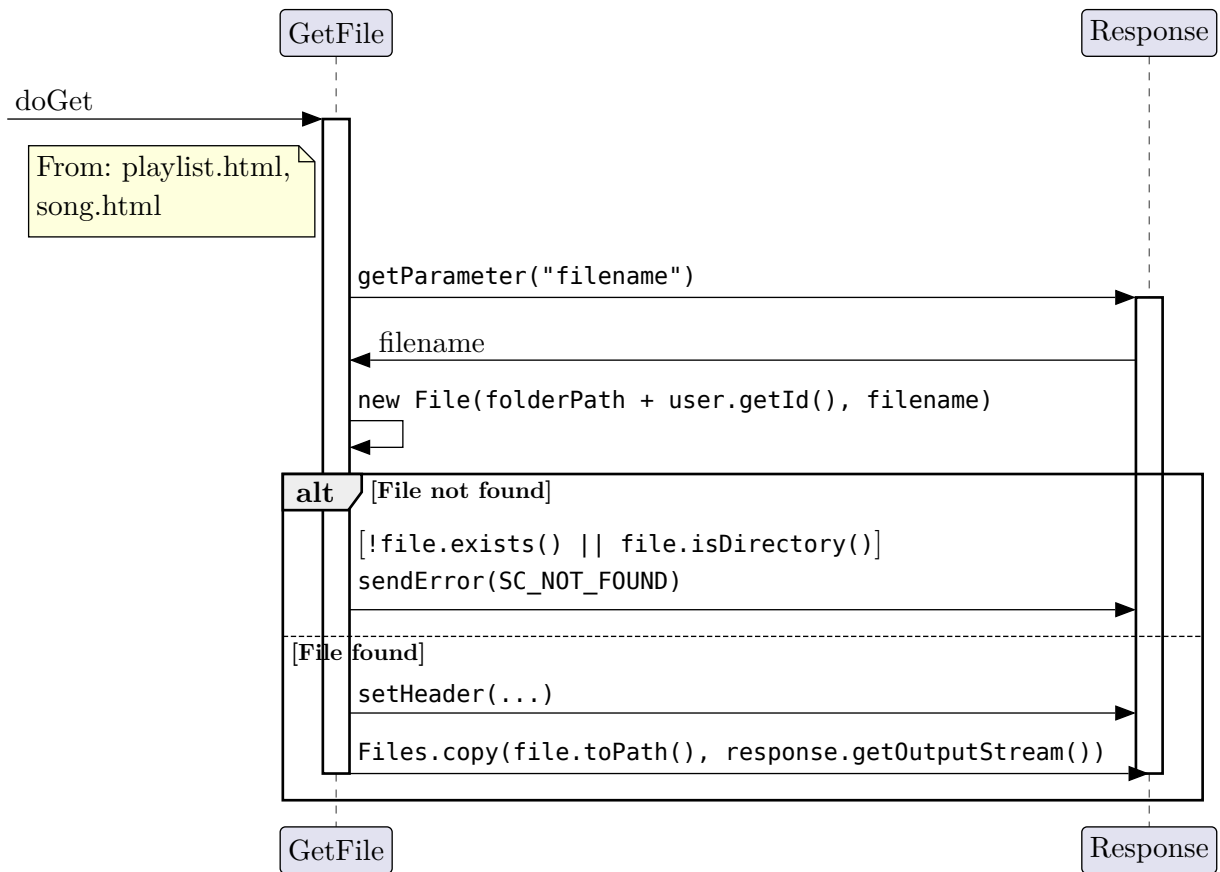 GetFile
Response
doGet
From: playlist.html,
song.html
getParameter("filename")
filename
new File(folderPath + user.getId(), filename)
alt [File not found]
[!file.exists() || file.isDirectory()]
sendError(SC_NOT_FOUND)
[File found]
setHeader(...)
Files.copy(file.toPath(), response.getOutputStream())
GetFile
Response